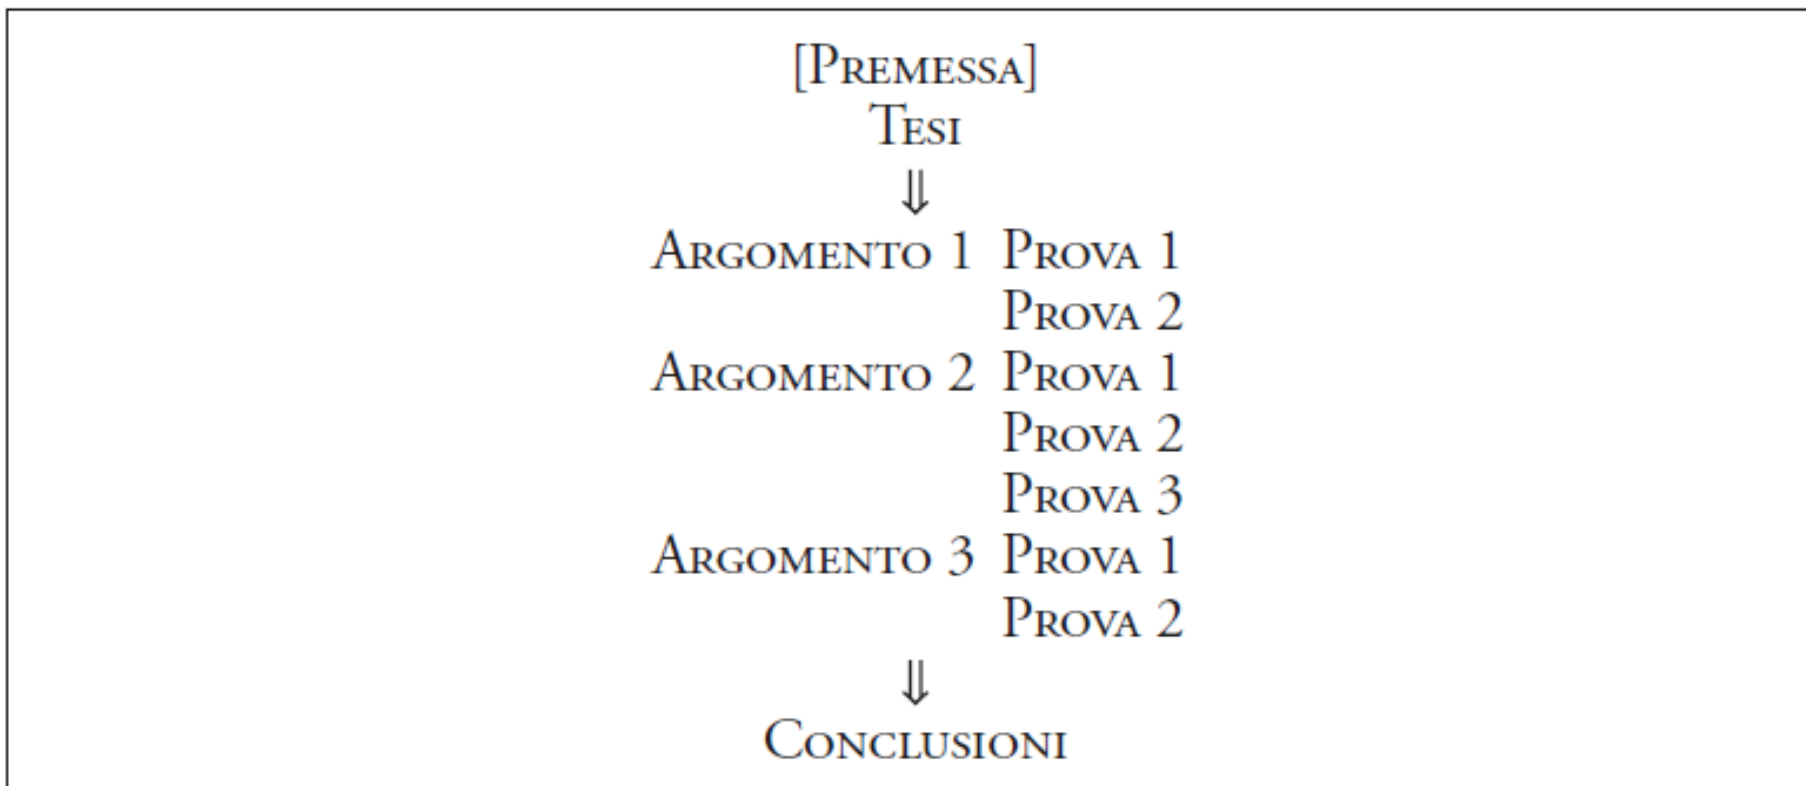 [Premessa]
Tesi
⇓
Argomento 1 Prova 1
Prova 2
Argomento 2 Prova 1
Prova 2
Prova 3
Argomento 3 Prova 1
Prova 2
⇓
Conclusioni